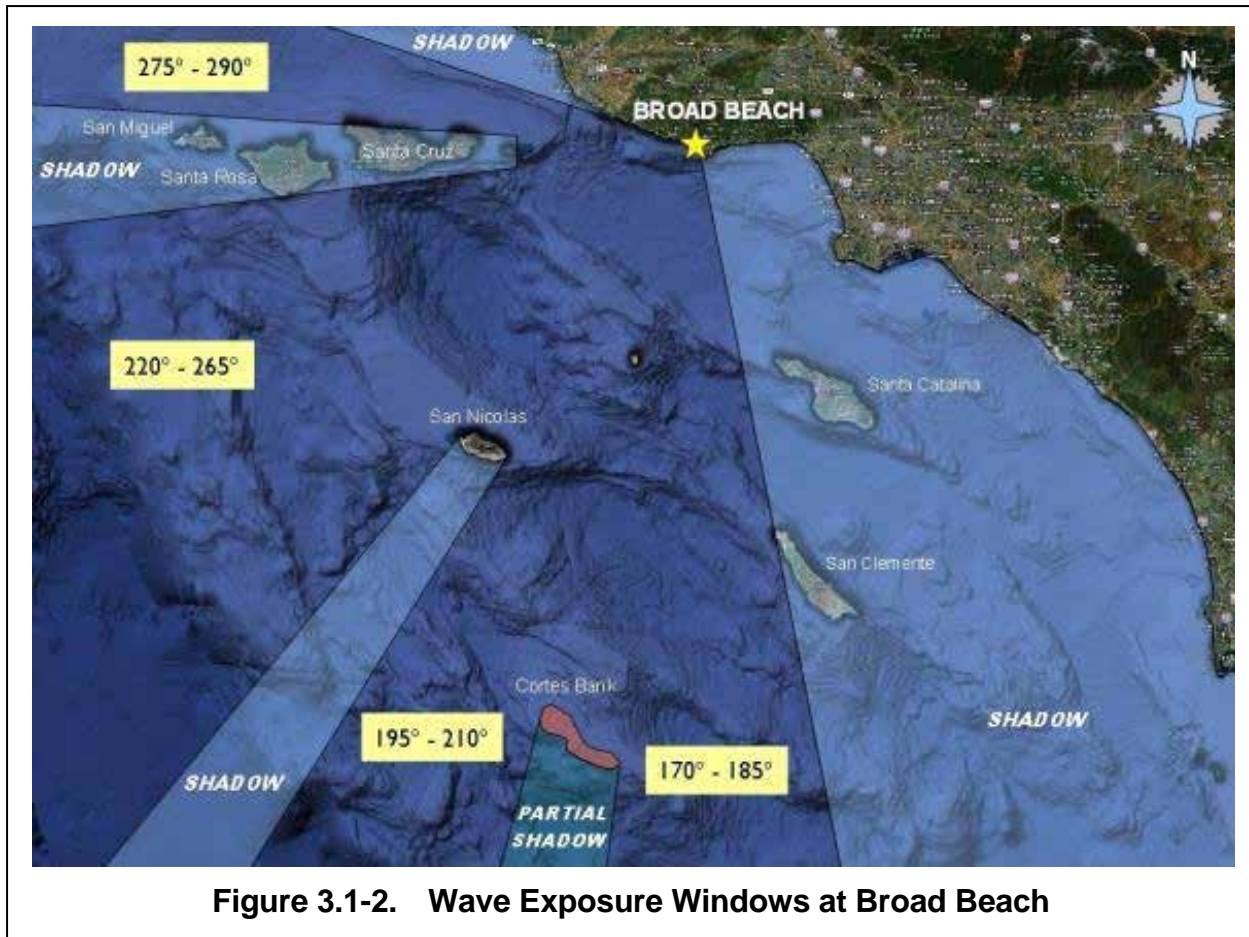 SHADOW
275° - 290°
N
BROAD BEACH
San Miguel
Santa Cruz
SHADOW
Santa Rosa
220° - 265°
Santa Catalina
San Nicolas
San Clemente
Cortes Bank
195° - 210°
SHADOW
170° - 185°
SHADOW
PARTIAL
SHADOW
Figure 3.1-2. Wave Exposure Windows at Broad Beach